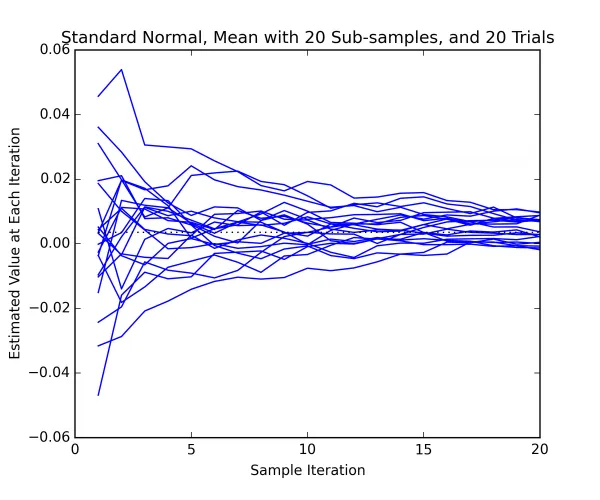 Standard Normal, Mean with 20 Sub-samples, and 20 Trials
0.06
0.04
0.02
0.00
−0.02
−0.04
−0.06
Estimated Value at Each Iteration
0 5 10 15 20
Sample Iteration